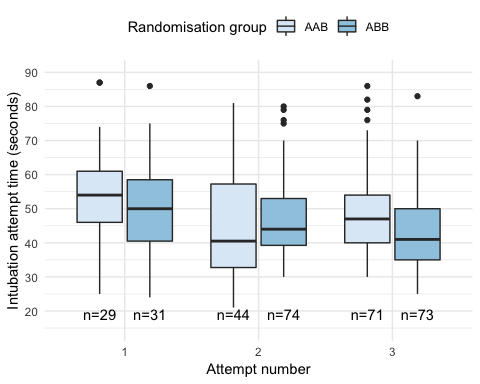 Randomisation group AAB ABB
Intubation attempt time (seconds)
90
80
70
60
50
40
30
20
n=29 n=31 n=44 n=74 n=71 n=73
1 2 3
Attempt number